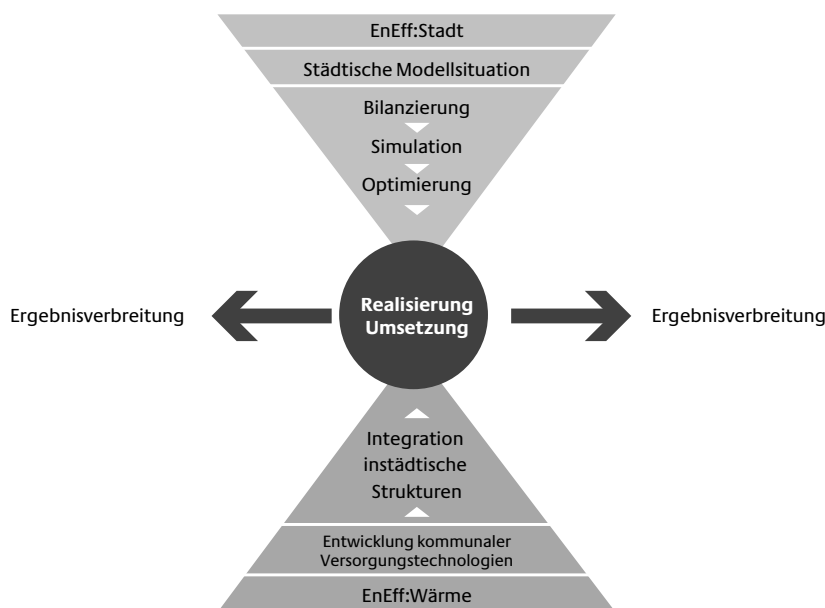 EnEff:Stadt
Städtische Modellsituation
Bilanzierung
Simulation
Optimierung
Realisierung
Umsetzung
Ergebnisverbreitung
Ergebnisverbreitung
Integration
instädtische
Strukturen
Entwicklung kommunaler
Versorgungstechnologien
EnEff:Wärme